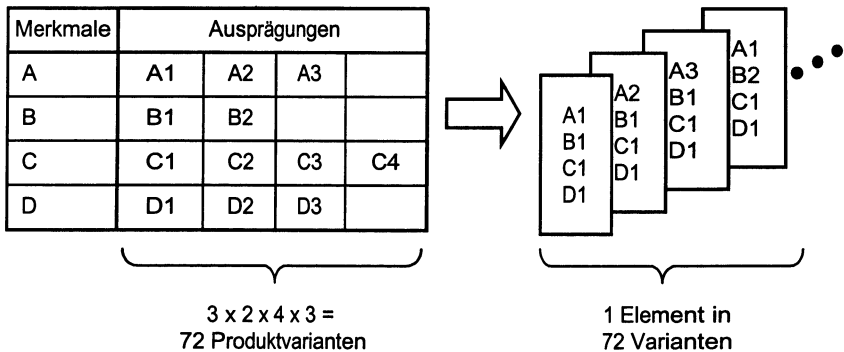 Merkmale Ausprägungen
A A1 A2 A3
B B1 B2
C C1 C2 C3 C4
D D1 D2 D3
3 x 2 x 4 x 3 =
72 Produktvarianten
A1
B1
C1
D1
A2
B1
C1
D1
A3
B1
C1
D1
A1
B2
C1
D1
1 Element in
72 Varianten